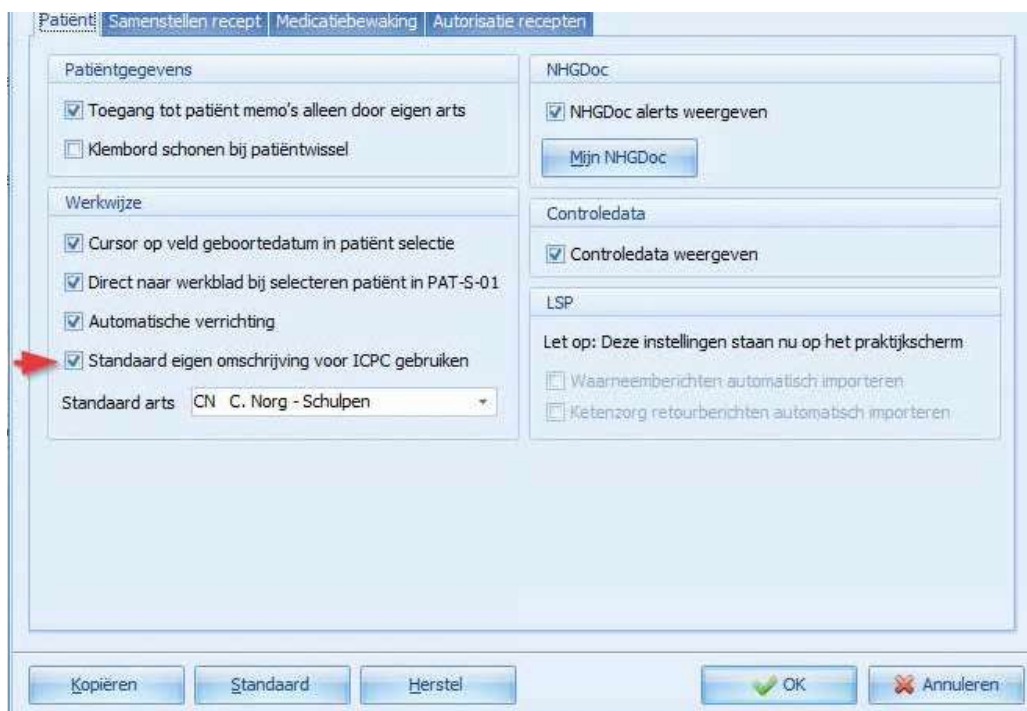 Patiënt Samenstellen recept Medicatiebewaking Autorisatie recepten
Patiëntgegevens
Toegang tot patiënt memo's alleen door eigen arts
Klembord schonen bij patiëntwissel
Werkwijze
Cursor op veld geboortedatum in patiënt selectie
Direct naar werkblad bij selecteren patiënt in PAT-S-01
Automatische verrichting
Standaard eigen omschrijving voor ICPC gebruiken
Standaard arts CN C. Norg - Schulpen
NHGDoc
NHGDoc alerts weergeven
Mijn NHGDoc
Controledata
Controledata weergeven
LSP
Let op: Deze instellingen staan nu op het praktijkscherm
Waarneemberichten automatisch importeren
Ketenzorg retourberichten automatisch importeren
Kopiëren Standaard Herstel OK Annuleren